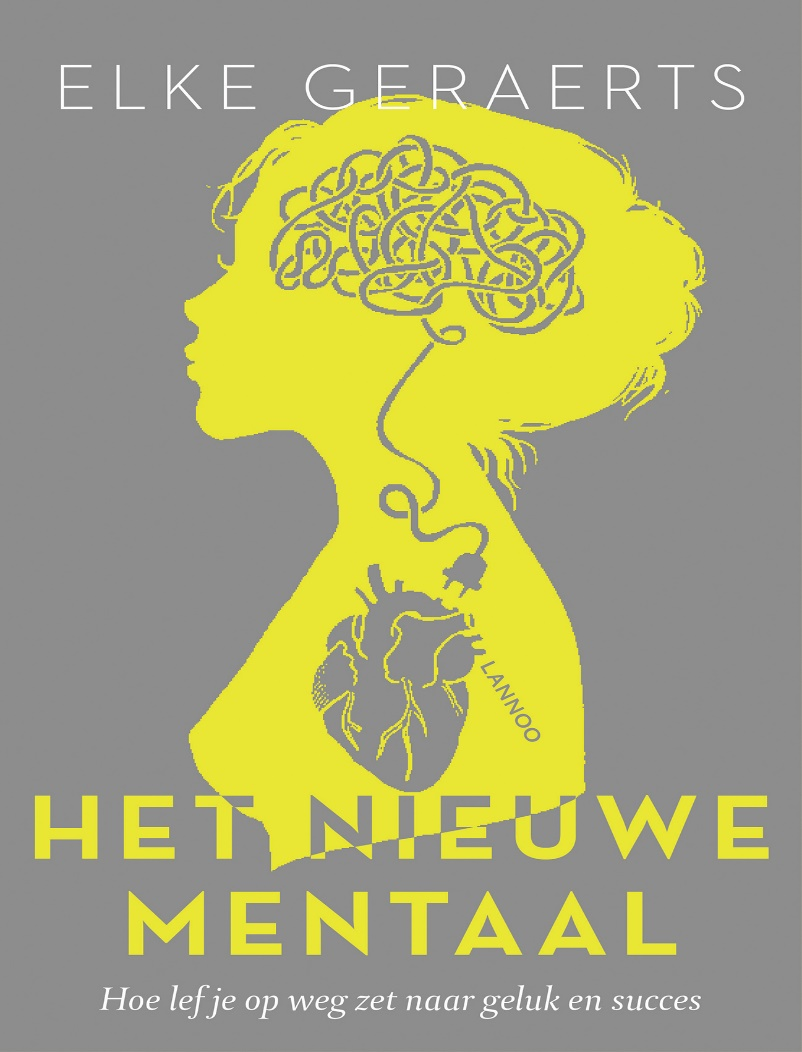 ELKE GERAERTS
LANNOO
HET NIEUWE
MENTAAL
Hoe lef je op weg zet naar geluk en succes